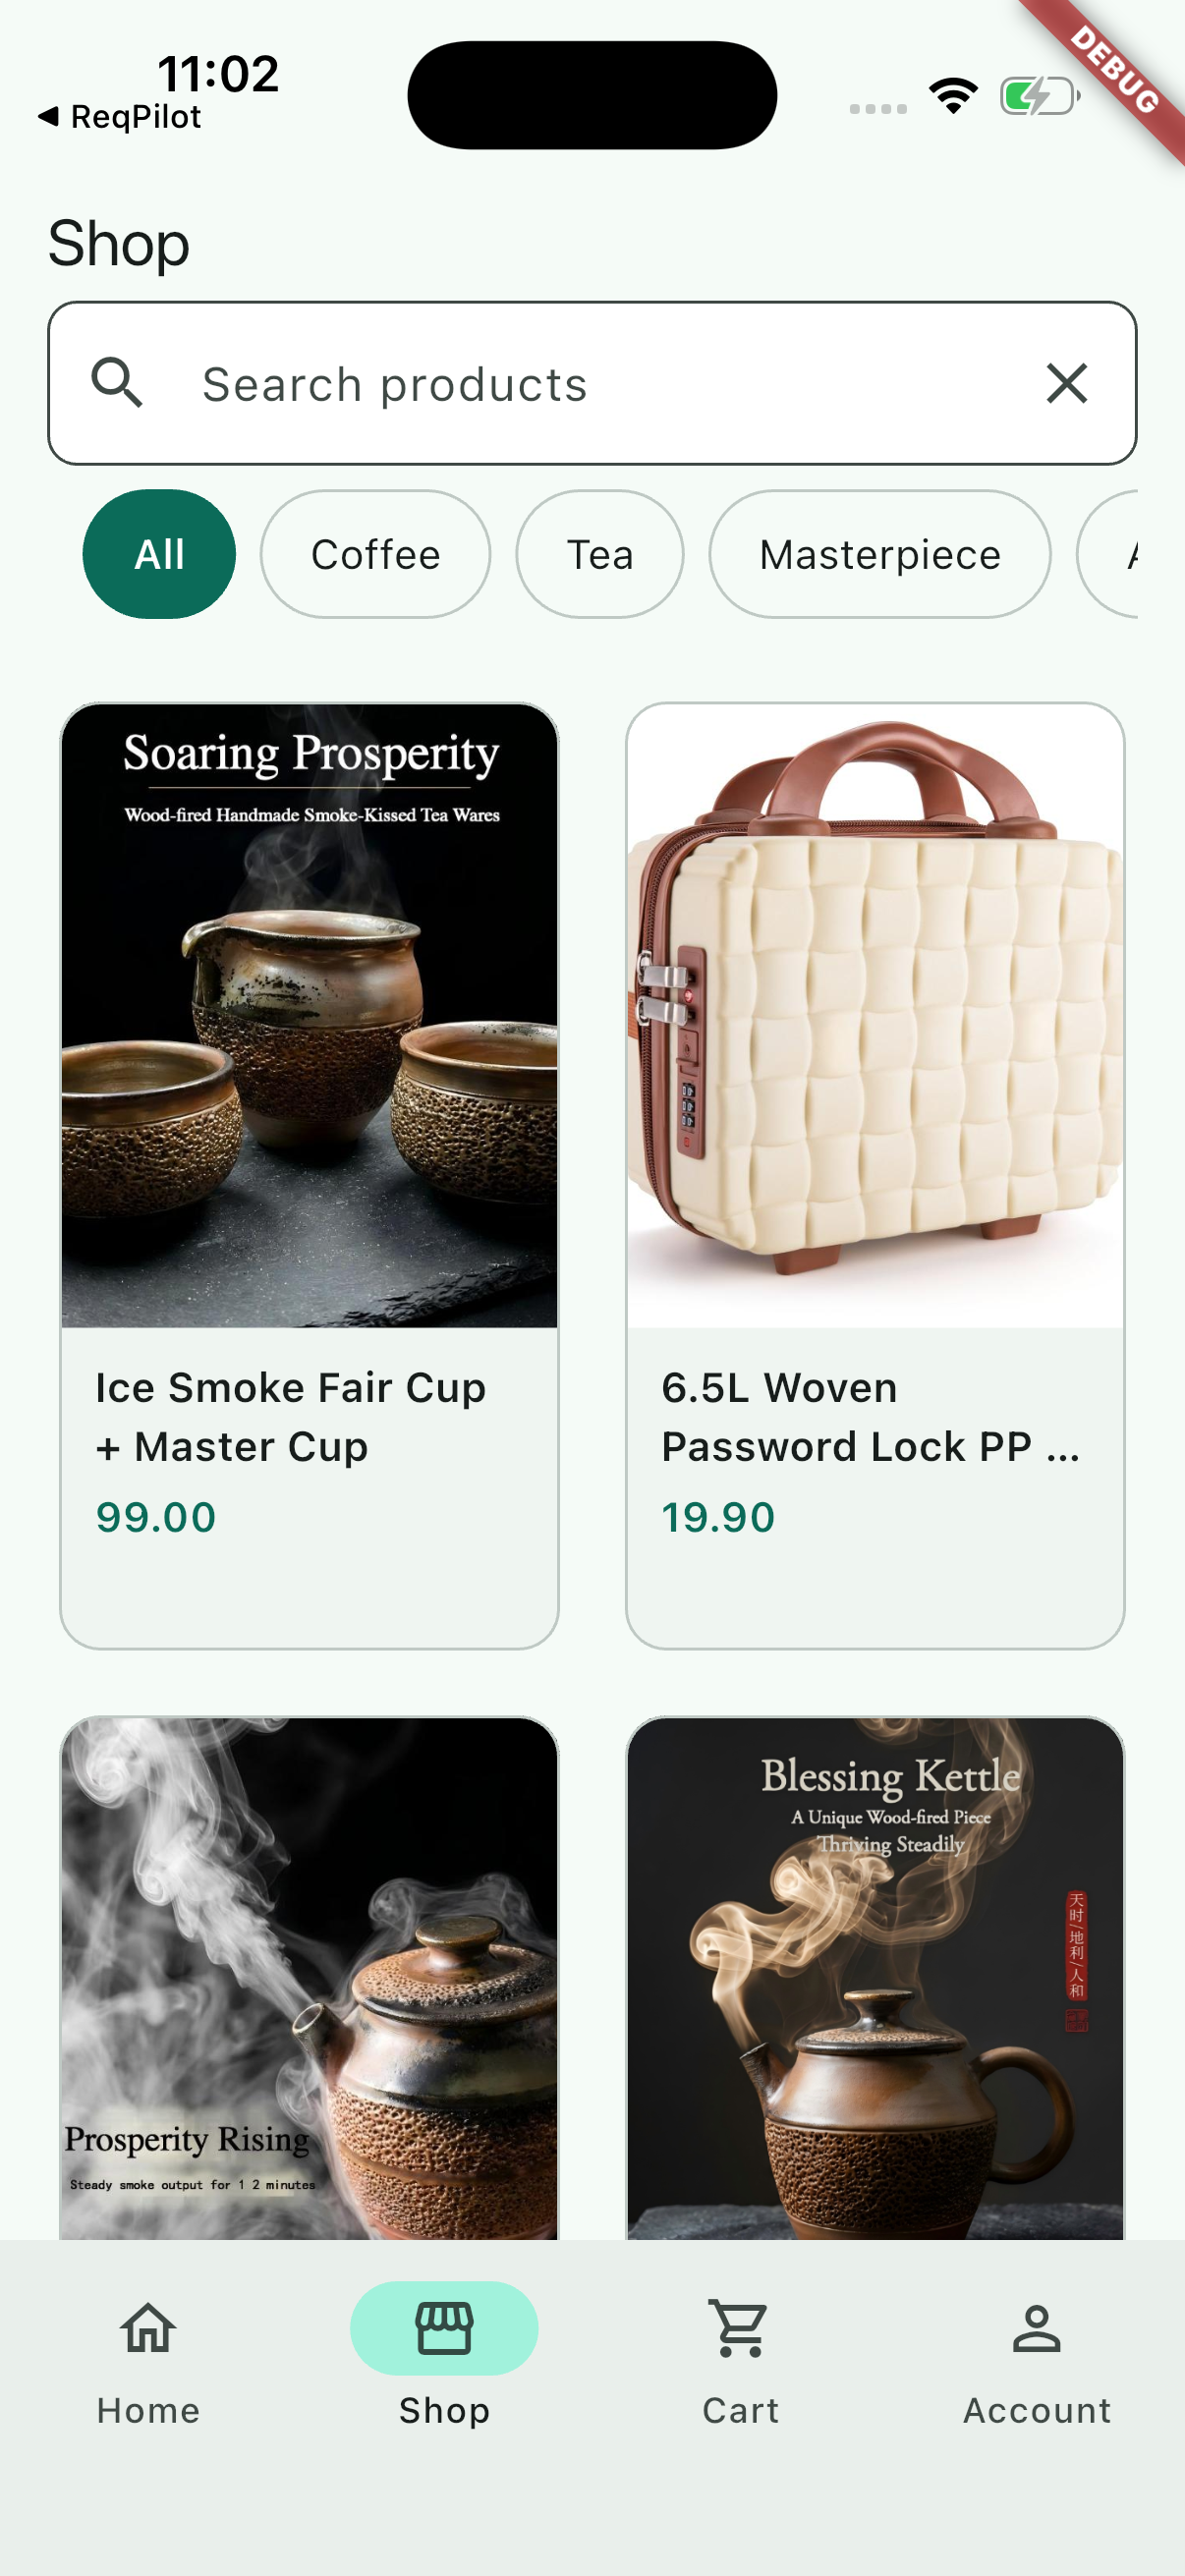 11:02
ReqPilot
DEBUG
Shop
Search products
All
Coffee
Tea
Masterpiece
Soaring Prosperity
Wood-fired Handmade Smoke-Kissed Tea Wares
Ice Smoke Fair Cup
+ Master Cup
99.00
6.5L Woven
Password Lock PP ...
19.90
Prosperity Rising
Steady smoke output for 1 2 minutes
Blessing Kettle
A Unique Wood-fired Piece
Thriving Steadily
天时/地利/人和
Home
Shop
Cart
Account